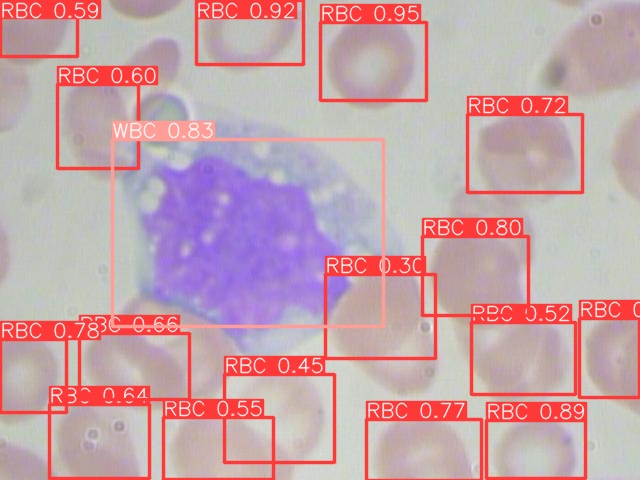 RBC 0.59
RBC 0.92
RBC 0.95
RBC 0.60
RBC 0.72
WBC 0.83
RBC 0.80
RBC 0.30
RBC 0.52
RBC
RBC 0.78
0.66
RBC 0.45
RBC 0.64
RBC 0.55
RBC 0.77
RBC 0.89